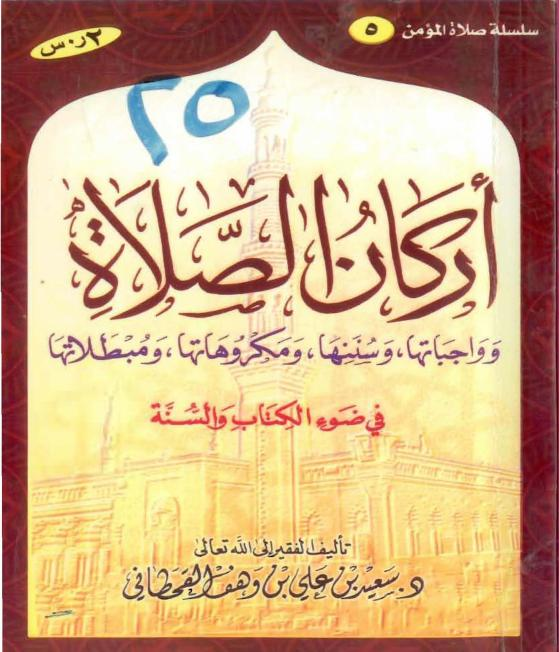 سلسلة صلاة المؤمن ٥
٢ ر.س
٢٥
أركان الصلاة
وواجباتها، وسننها، ومكروهاتها، ومبطلاتها
في ضوء الكتاب والسنة
تأليف الفقير إلى الله تعالى
د. سعيد بن علي بن وهف القحطاني